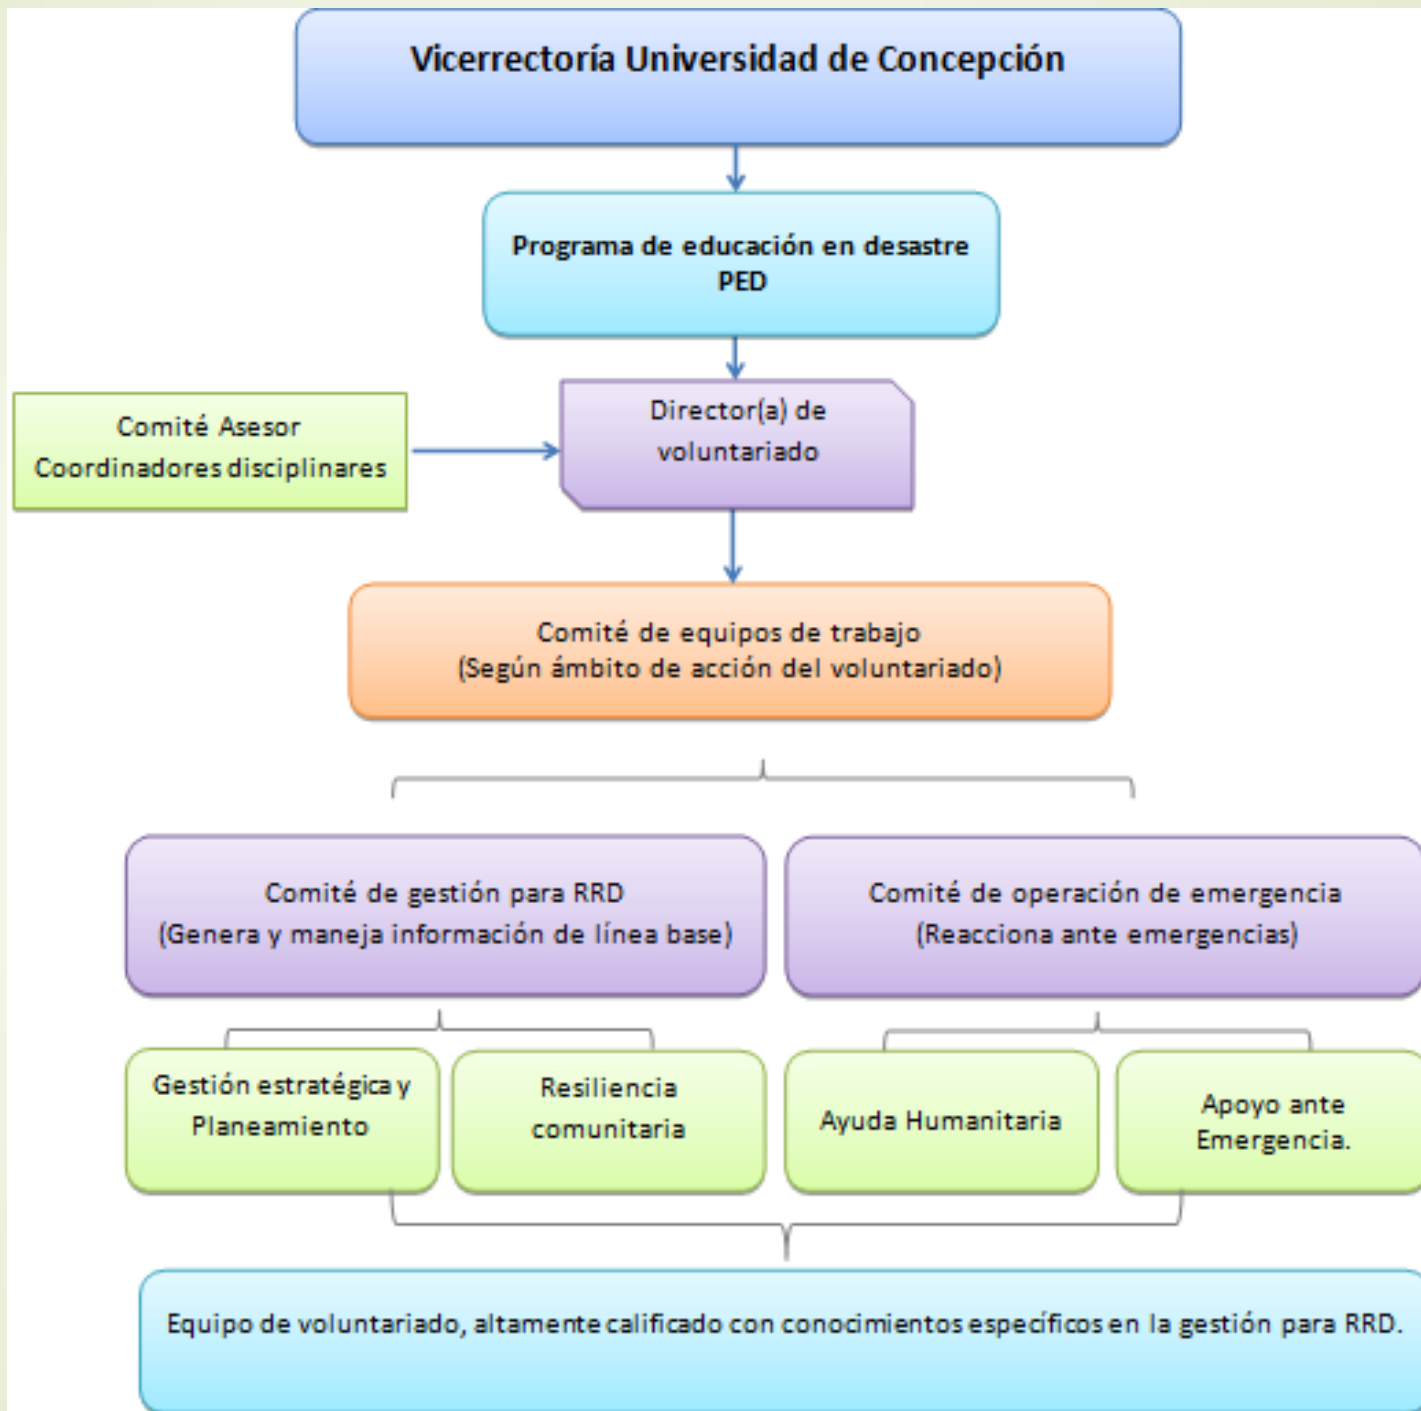 Vicerrectoría Universidad de Concepción
Programa de educación en desastre
PED
Comité Asesor
Coordinadores disciplinares
Director(a) de
voluntariado
Comité de equipos de trabajo
(Según ámbito de acción del voluntariado)
Comité de gestión para RRD
(Genera y maneja información de línea base)
Comité de operación de emergencia
(Reacciona ante emergencias)
Gestión estratégica y
Planeamiento
Resiliencia
comunitaria
Ayuda Humanitaria
Apoyo ante
Emergencia.
Equipo de voluntariado, altamente calificado con conocimientos específicos en la gestión para RRD.